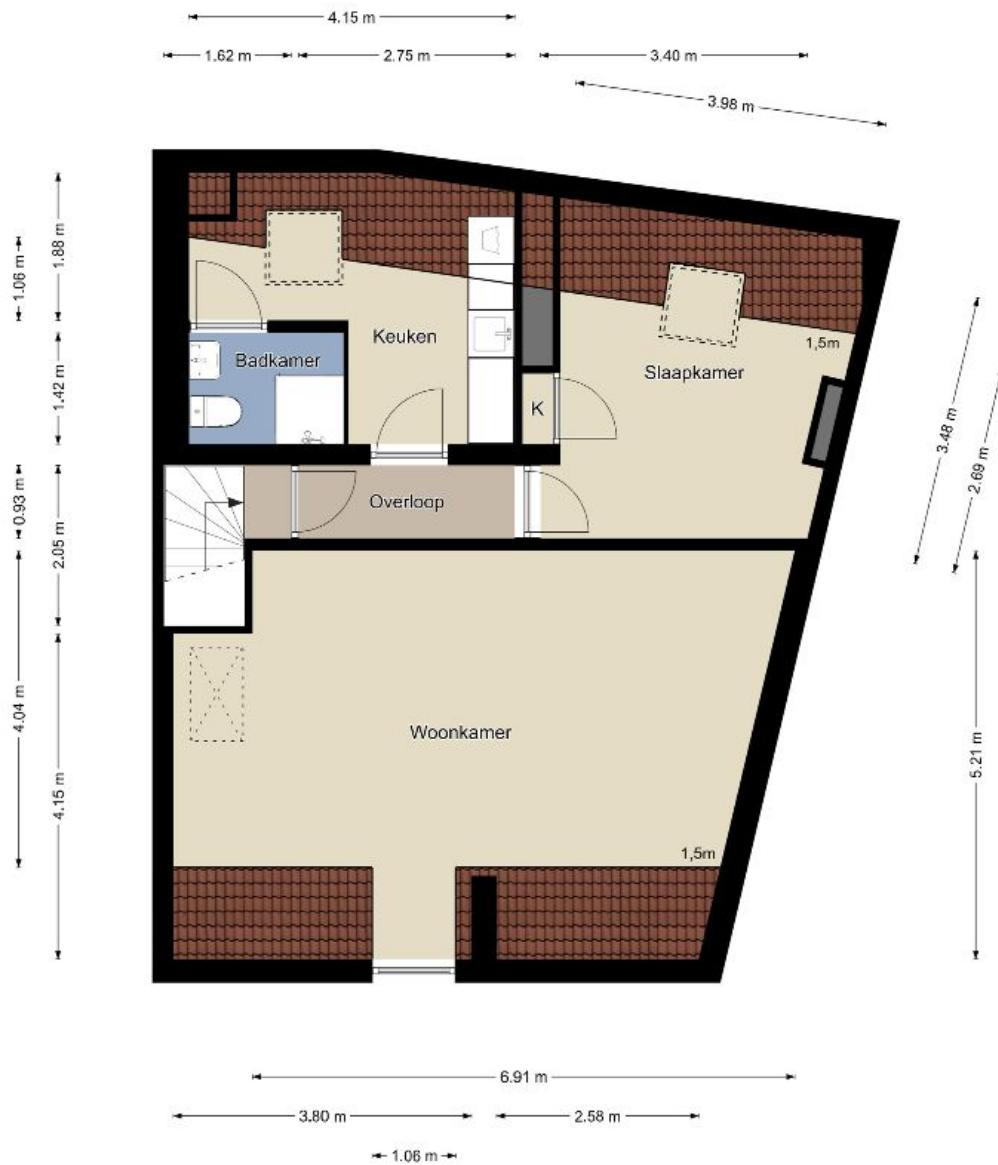 4.15 m
1.62 m
2.75 m
3.40 m
3.98 m
1.88 m
1.06 m
1.42 m
Keuken
Badkamer
1,5m
Slaapkamer
K
3.48 m
2.69 m
0.93 m
2.05 m
Overloop
Woonkamer
4.04 m
4.15 m
5.21 m
1,5m
6.91 m
3.80 m
2.58 m
1.06 m